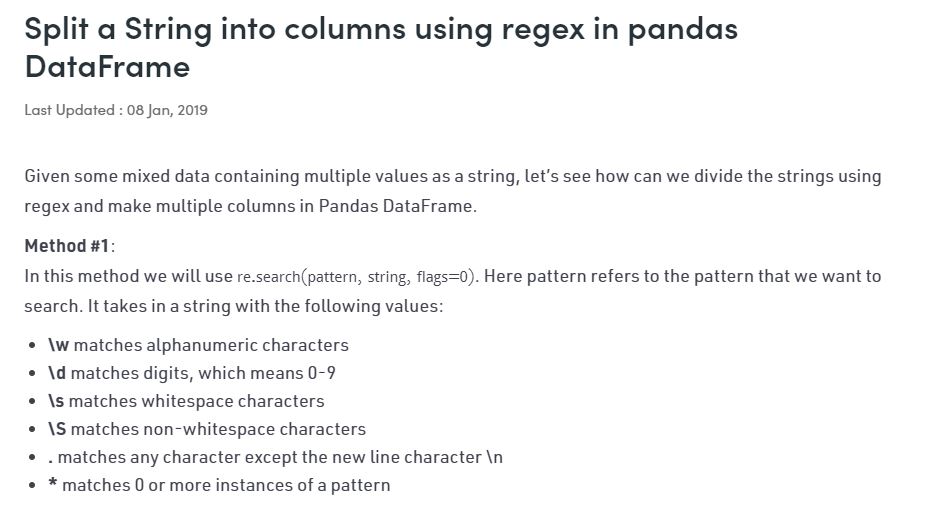 Split a String into columns using regex in pandas
DataFrame
Last Updated : 08 Jan, 2019
Given some mixed data containing multiple values as a string, let's see how can we divide the strings using
regex and make multiple columns in Pandas DataFrame.
Method #1:
In this method we will use re.search(pattern, string, flags=0). Here pattern refers to the pattern that we want to
search. It takes in a string with the following values:
• \w matches alphanumeric characters
• \d matches digits, which means 0-9
• \s matches whitespace characters
• \S matches non-whitespace characters
• . matches any character except the new line character \n
• * matches 0 or more instances of a pattern